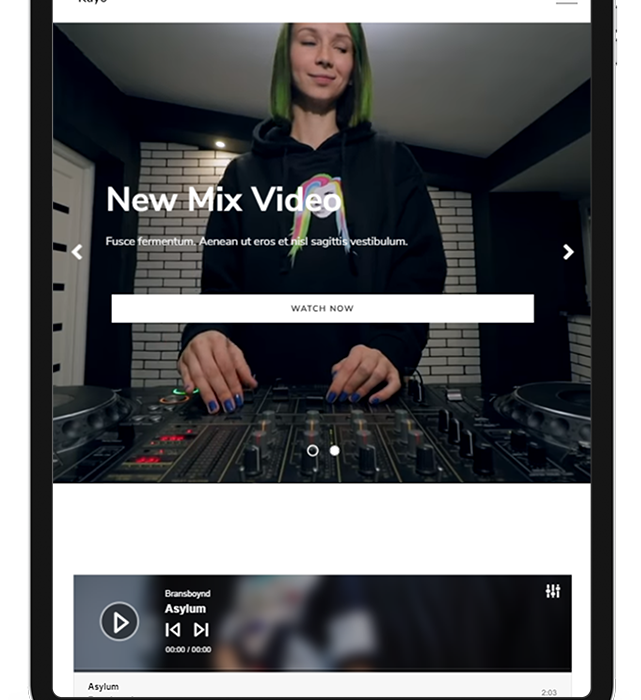 New Mix Video
Fusce fermentum. Aenean ut eros et nisl sagittis vestibulum.
WATCH NOW
Bransboynd
Asylum
00:00 / 00:00
Asylum
2:03